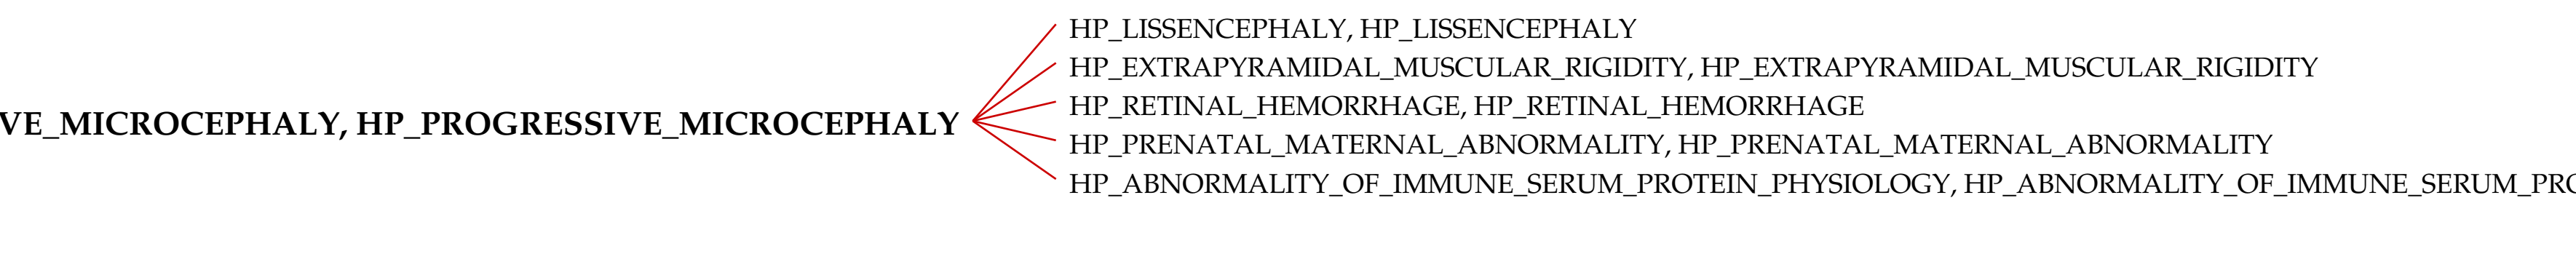 HP_LISSENCEPHALY, HP_LISSENCEPHALY
HP_EXTRAPYRAMIDAL_MUSCULAR_RIGIDITY, HP_EXTRAPYRAMIDAL_MUSCULAR_RIGIDITY
HP_RETINAL_HEMORRHAGE, HP_RETINAL_HEMORRHAGE
VE_MICROCEPHALY, HP_PROGRESSIVE_MICROCEPHALY
HP_PRENATAL_MATERNAL_ABNORMALITY, HP_PRENATAL_MATERNAL_ABNORMALITY
HP_ABNORMALITY_OF_IMMUNE_SERUM_PROTEIN_PHYSIOLOGY, HP_ABNORMALITY_OF_IMMUNE_SERUM_PRO